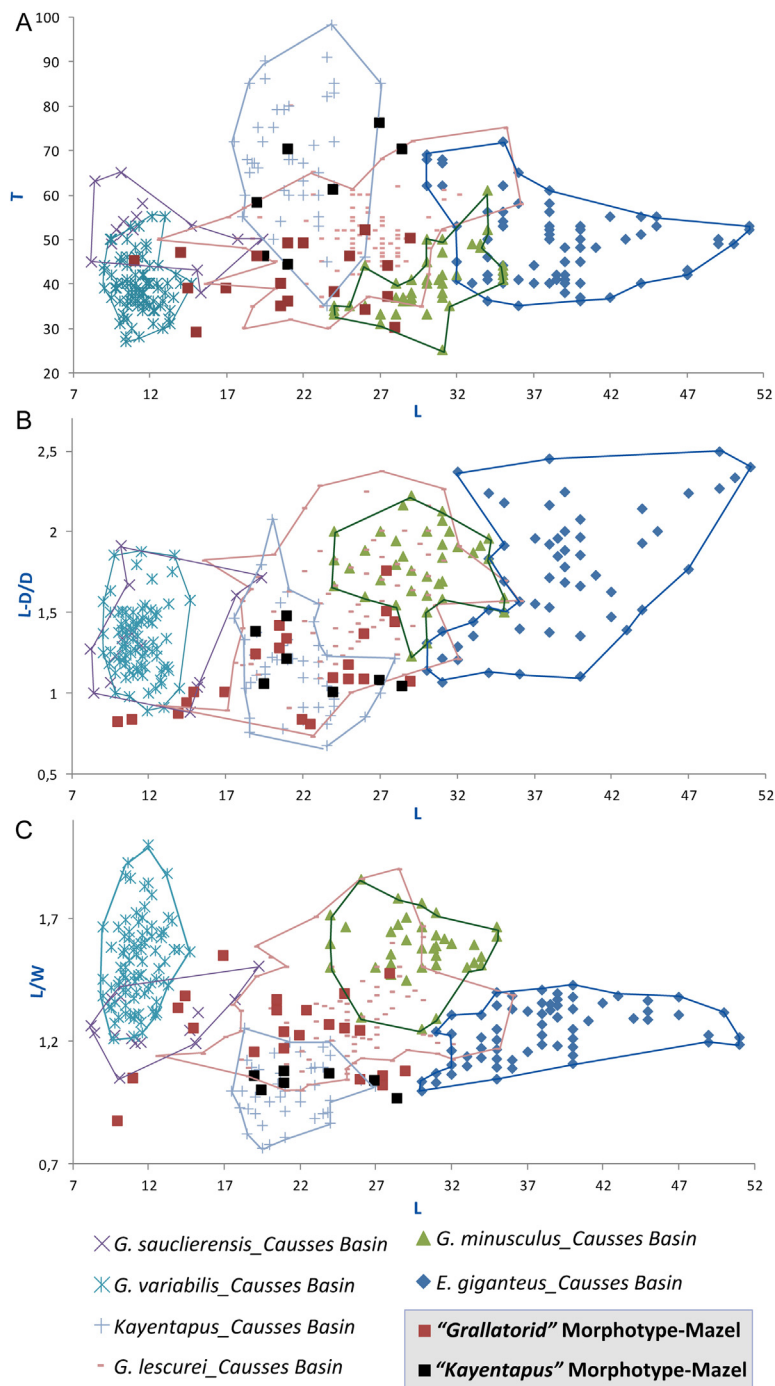 A
100
90
80
70
T
60
50
40
30
20
7 12 17 22 27 32 37 42 47 52
L
B
2,5
2
L-D/D
1,5
1
0,5
7 12 17 22 27 32 37 42 47 52
L
C
1,7
L/W
1,2
0,7
7 12 17 22 27 32 37 42 47 52
L
G. sauclierensis_Causses Basin
G. variabilis_Causses Basin
Kayentapus_Causses Basin
G. lescurei_Causses Basin
G. minusculus_Causses Basin
E. giganteus_Causses Basin
“Grallatorid” Morphotype-Mazel
“Kayentapus” Morphotype-Mazel